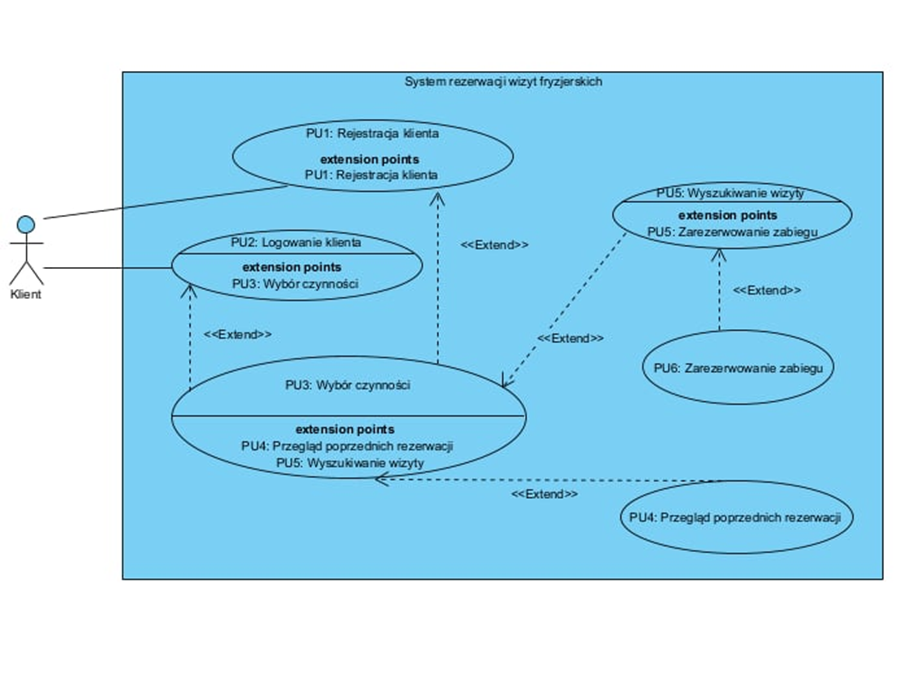 System rezerwacji wizyt fryzjerskich
PU1: Rejestracja klienta
extension points
PU1: Rejestracja klienta
PU5: Wyszukiwanie wizyty
extension points
PU5: Zarezerwowanie zabiegu
<<Extend>>
PU2: Logowanie klienta
extension points
PU3: Wybór czynności
Klient
<<Extend>>
<<Extend>>
<<Extend>>
PU6: Zarezerwowanie zabiegu
PU3: Wybór czynności
extension points
PU4: Przegląd poprzednich rezerwacji
PU5: Wyszukiwanie wizyty
<<Extend>>
PU4: Przegląd poprzednich rezerwacji